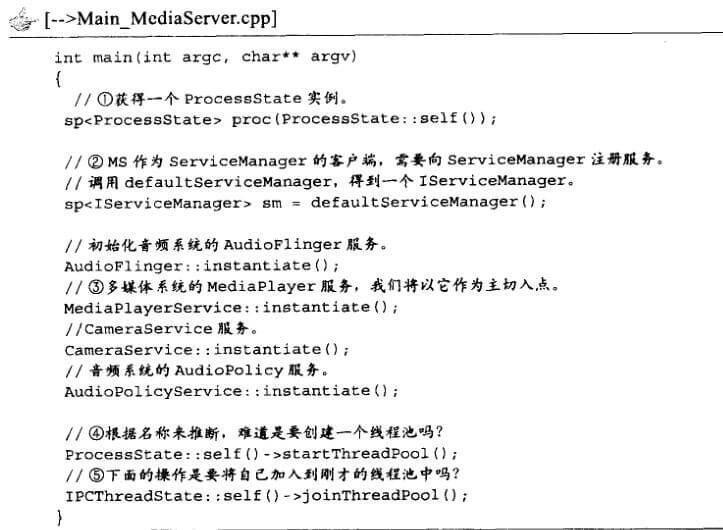 [-->Main_MediaServer.cpp]
int main(int argc, char** argv)
{
// ①获得一个 ProcessState 实例。
sp<ProcessState> proc(ProcessState::self());
// ② MS 作为 ServiceManager 的客户端，需要向 ServiceManager 注册服务。
// 调用 defaultServiceManager，得到一个 IServiceManager。
sp<IServiceManager> sm = defaultServiceManager();
// 初始化音频系统的 AudioFlinger 服务。
AudioFlinger::instantiate();
// ③多媒体系统的 MediaPlayer 服务，我们将以它作为主切入点。
MediaPlayerService::instantiate();
//CameraService 服务。
CameraService::instantiate();
// 音频系统的 AudioPolicy 服务。
AudioPolicyService::instantiate();
// ④根据名称来推断，难道是要创建一个线程池吗？
ProcessState::self()->startThreadPool();
// ⑤下面的操作是要将自己加入到刚才的线程池中吗？
IPCThreadState::self()->joinThreadPool();
}